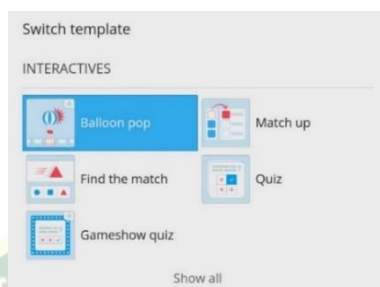 Switch template
INTERACTIVES
Balloon pop
Match up
Find the match
Quiz
Gameshow quiz
Show all